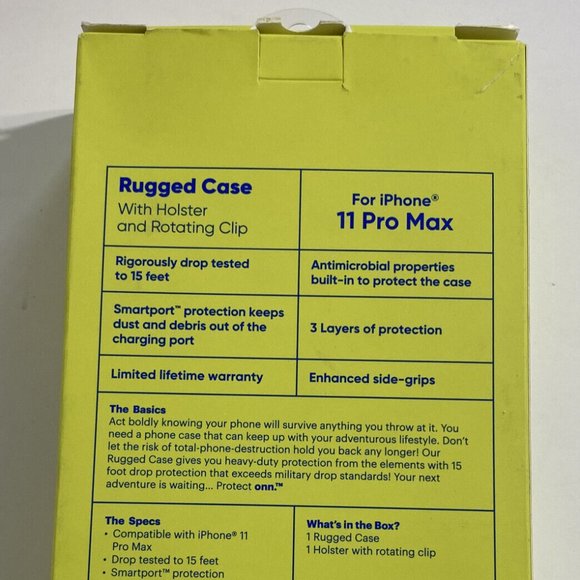 Rugged Case
With Holster
and Rotating Clip
For iPhone®
11 Pro Max
Rigorously drop tested
to 15 feet
Antimicrobial properties
built-in to protect the case
Smartport™ protection keeps
dust and debris out of the
charging port
3 Layers of protection
Limited lifetime warranty
Enhanced side-grips
The Basics
Act boldly knowing your phone will survive anything you throw at it. You
need a phone case that can keep up with your adventurous lifestyle. Don't
let the risk of total-phone-destruction hold you back any longer! Our
Rugged Case gives you heavy-duty protection from the elements with 15
foot drop protection that exceeds military drop standards! Your next
adventure is waiting... Protect onn.™
The Specs
• Compatible with iPhone® 11
Pro Max
• Drop tested to 15 feet
• Smartport™ protection
What's in the Box?
1 Rugged Case
1 Holster with rotating clip